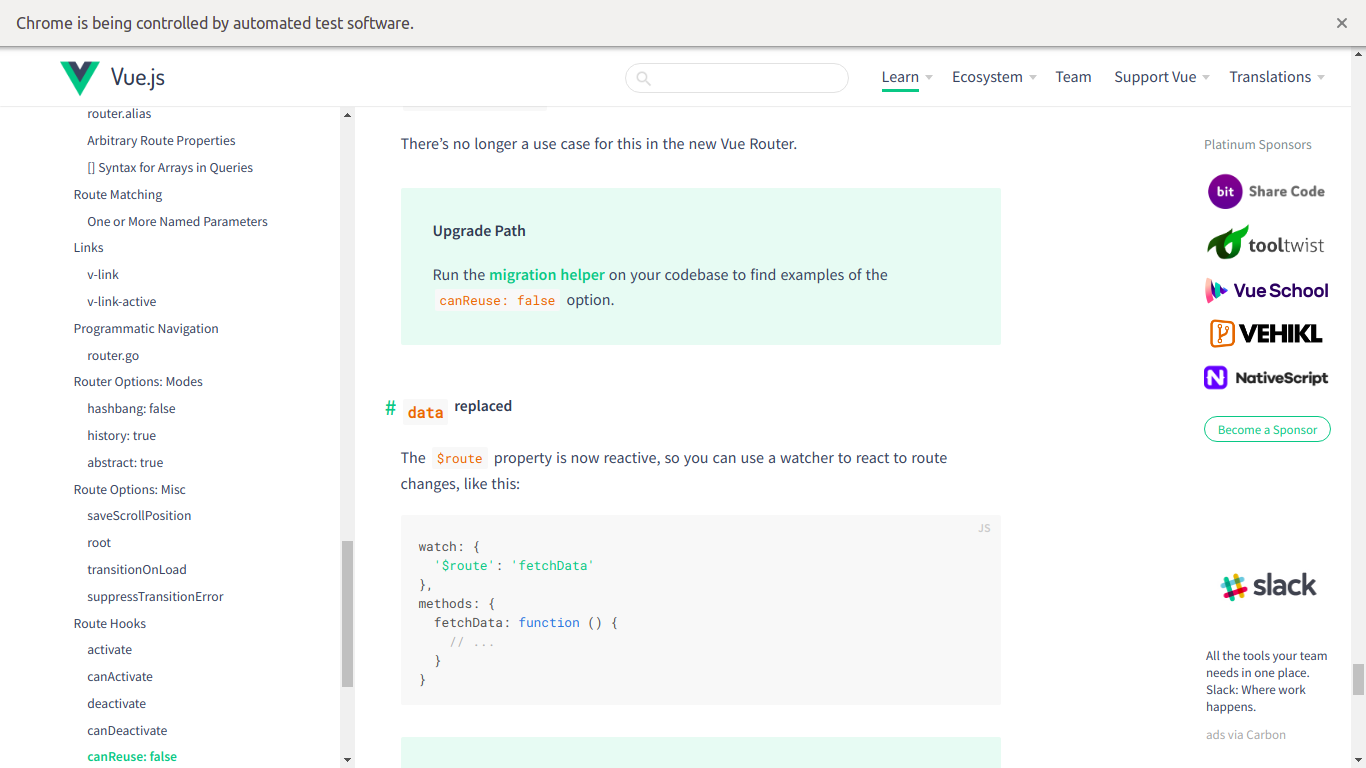 Chrome is being controlled by automated test software.
Vue.js
Learn
Ecosystem
Team
Support Vue
Translations
router.alias
Arbitrary Route Properties
[] Syntax for Arrays in Queries
Route Matching
One or More Named Parameters
Links
v-link
v-link-active
Programmatic Navigation
router.go
Router Options: Modes
hashbang: false
history: true
abstract: true
Route Options: Misc
saveScrollPosition
root
transitionOnLoad
suppressTransitionError
Route Hooks
activate
canActivate
deactivate
canDeactivate
canReuse: false
There's no longer a use case for this in the new Vue Router.
Upgrade Path
Run the migration helper on your codebase to find examples of the
canReuse: false option.
# data replaced
The $route property is now reactive, so you can use a watcher to react to route
changes, like this:
JS
watch: {
'$route': 'fetchData'
},
methods: {
fetchData: function () {
// ...
}
}
Platinum Sponsors
bit Share Code
tooltwist
Vue School
VEHIKL
NativeScript
Become a Sponsor
slack
All the tools your team
needs in one place.
Slack: Where work
happens.
ads via Carbon